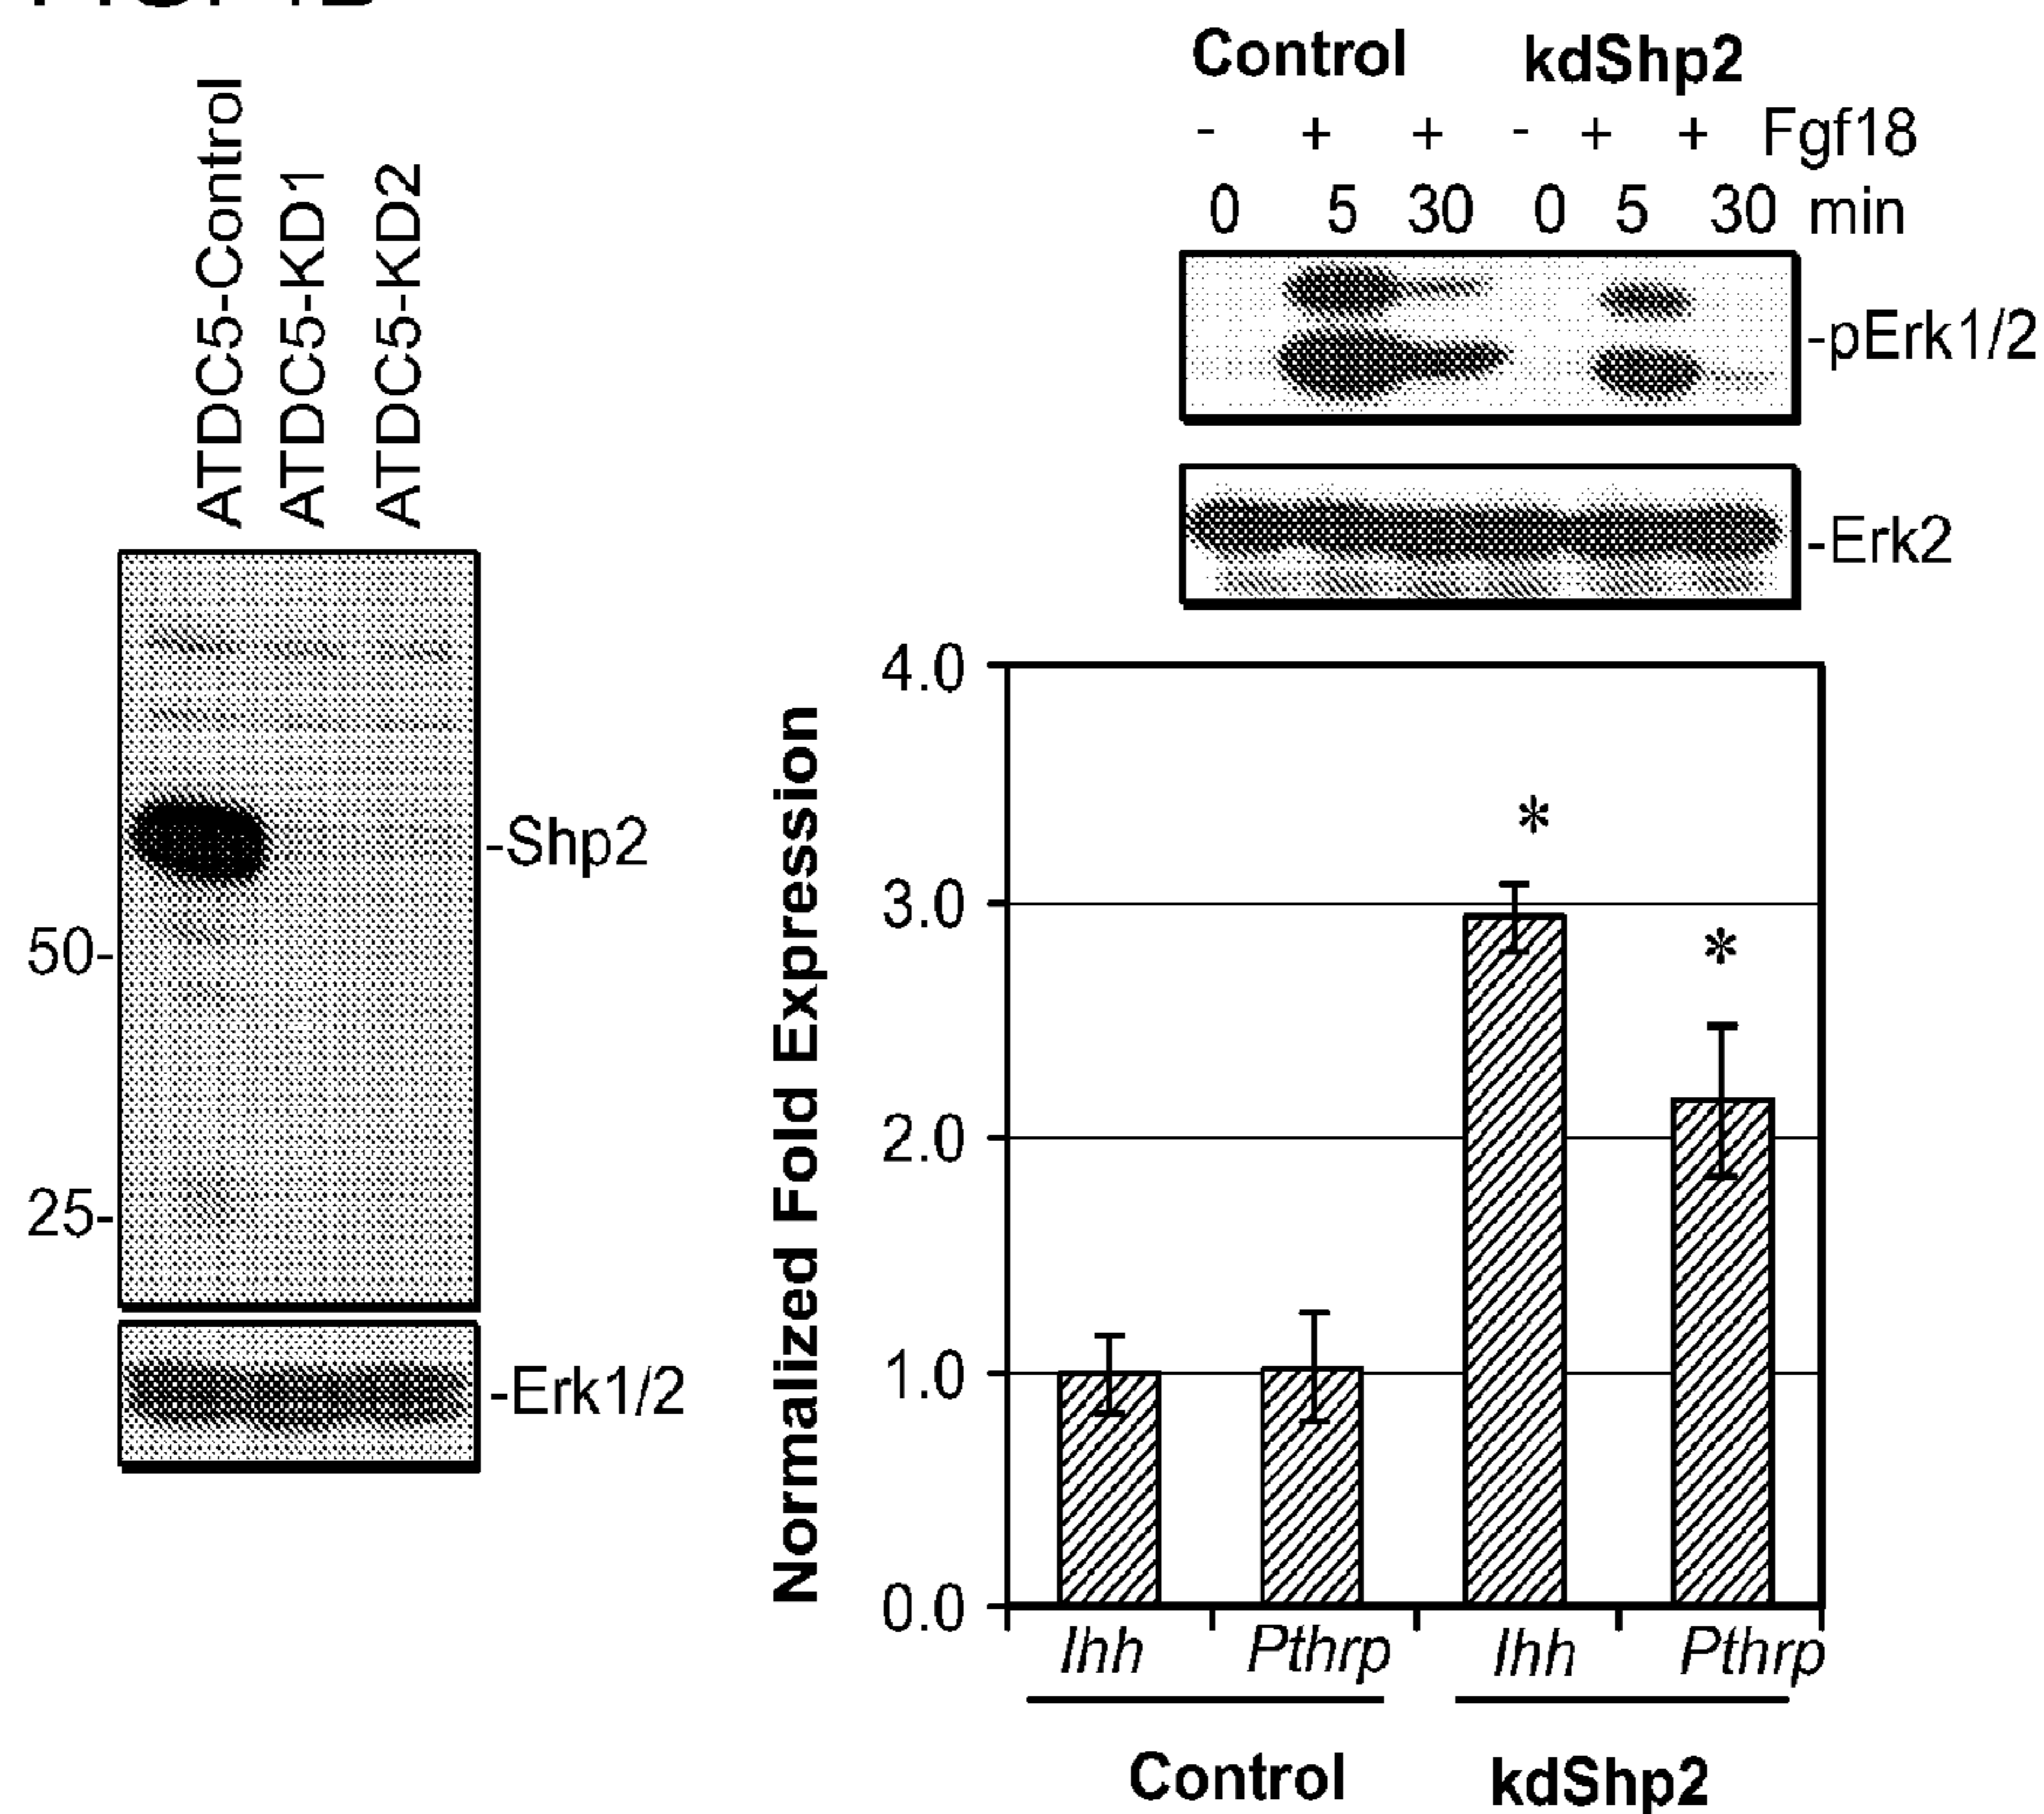 ATDC5-Control
ATDC5-KD1
ATDC5-KD2
-Shp2
50-
25-
-Erk1/2
Control kdShp2
- + + - + + Fgf18
0 5 30 0 5 30 min
-pErk1/2
-Erk2
Normalized Fold Expression
4.0
3.0
2.0
1.0
0.0
*
*
Ihh Pthrp Ihh Pthrp
Control kdShp2